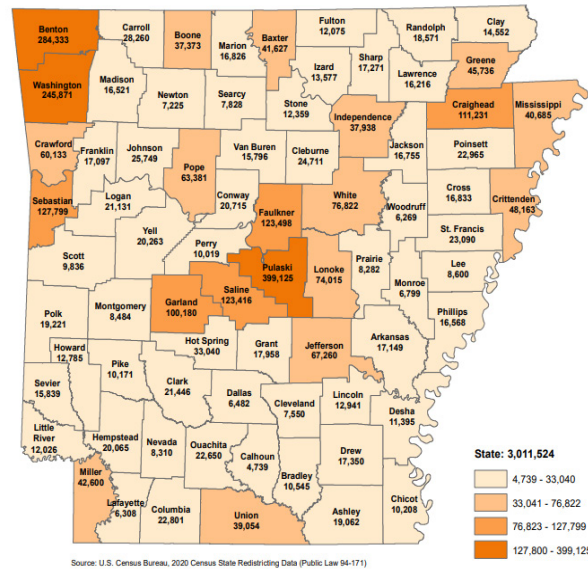 Benton
284,333
Carroll
28,260
Boone
37,373
Marion
16,826
Baxter
41,627
Fulton
12,075
Randolph
18,571
Clay
14,552
Izard
13,577
Sharp
17,271
Lawrence
16,216
Greene
45,736
Washington
245,871
Madison
16,521
Newton
7,225
Searcy
7,828
Stone
12,359
Independence
37,938
Craighead
111,231
Mississippi
40,685
Crawford
60,133
Franklin
17,097
Johnson
25,749
Pope
63,381
Van Buren
15,796
Cleburne
24,711
Jackson
16,755
Poinsett
22,965
Sebastian
127,799
Logan
21,131
Conway
20,715
Faulkner
123,498
White
76,822
Woodruff
6,269
Cross
16,833
Crittenden
48,163
St. Francis
23,090
Scott
9,836
Yell
20,263
Perry
10,019
Pulaski
399,125
Lonoke
74,015
Prairie
8,282
Monroe
6,799
Lee
8,600
Phillips
16,568
Polk
19,221
Montgomery
8,484
Garland
100,180
Saline
123,416
Hot Spring
33,040
Grant
17,958
Jefferson
67,260
Arkansas
17,149
Howard
12,785
Pike
10,171
Clark
21,446
Dallas
6,482
Cleveland
7,550
Lincoln
12,941
Desha
11,395
Sevier
15,839
Little
River
12,026
Hempstead
20,065
Nevada
8,310
Ouachita
22,650
Calhoun
4,739
Bradley
10,545
Drew
17,350
Chicot
10,208
Miller
42,600
Lafayette
6,308
Columbia
22,801
Union
39,054
Ashley
19,062
State: 3,011,524
4,739 - 33,040
33,041 - 76,822
76,823 - 127,799
127,800 - 399,125
Source: U.S. Census Bureau, 2020 Census State Redistricting Data (Public Law 94-171)